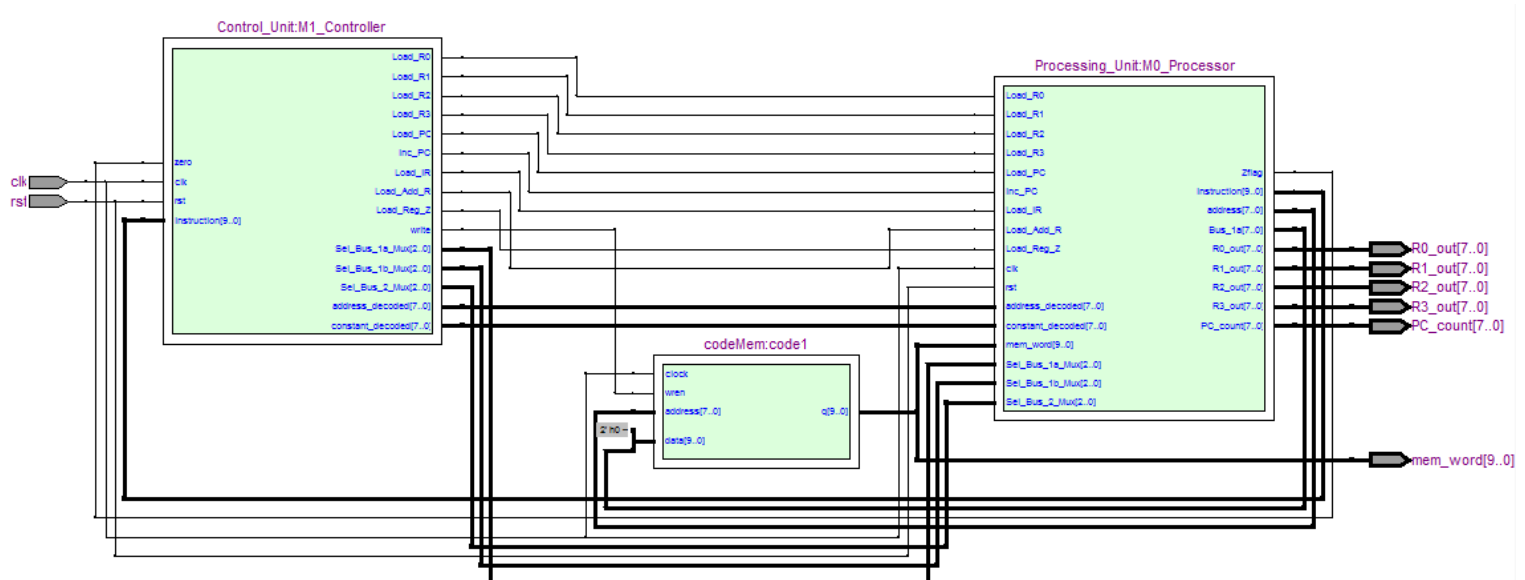 Control_Unit:M1_Controller
Load_R0
Load_R1
Load_R2
Load_R3
Load_PC
Inc_PC
Load_IR
Load_Add_R
Load_Reg_Z
write
Sel_Bus_1a_Mux[2..0]
Sel_Bus_1b_Mux[2..0]
Sel_Bus_2_Mux[2..0]
address_decoded[7..0]
constant_decoded[7..0]
zero
clk
rst
instruction[9..0]
clk
rst
Processing_Unit:M0_Processor
Load_R0
Load_R1
Load_R2
Load_R3
Load_PC
Inc_PC
Load_IR
Load_Add_R
Load_Reg_Z
clk
rst
address_decoded[7..0]
constant_decoded[7..0]
mem_word[9..0]
Sel_Bus_1a_Mux[2..0]
Sel_Bus_1b_Mux[2..0]
Sel_Bus_2_Mux[2..0]
Zflag
instruction[9..0]
address[7..0]
Bus_1a[7..0]
R0_out[7..0]
R1_out[7..0]
R2_out[7..0]
R3_out[7..0]
PC_count[7..0]
R0_out[7..0]
R1_out[7..0]
R2_out[7..0]
R3_out[7..0]
PC_count[7..0]
codeMem:code1
clock
wren
address[7..0]
data[9..0]
q[9..0]
2' h0 --
mem_word[9..0]